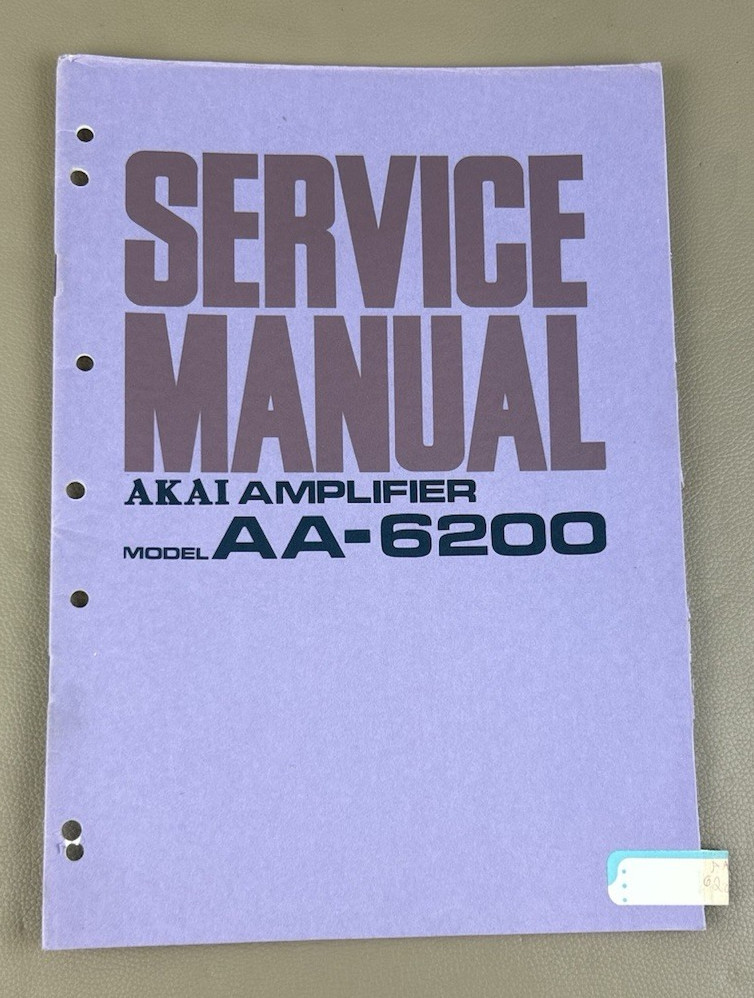 SERVICE
MANUAL
AKAI AMPLIFIER
MODEL AA-6200